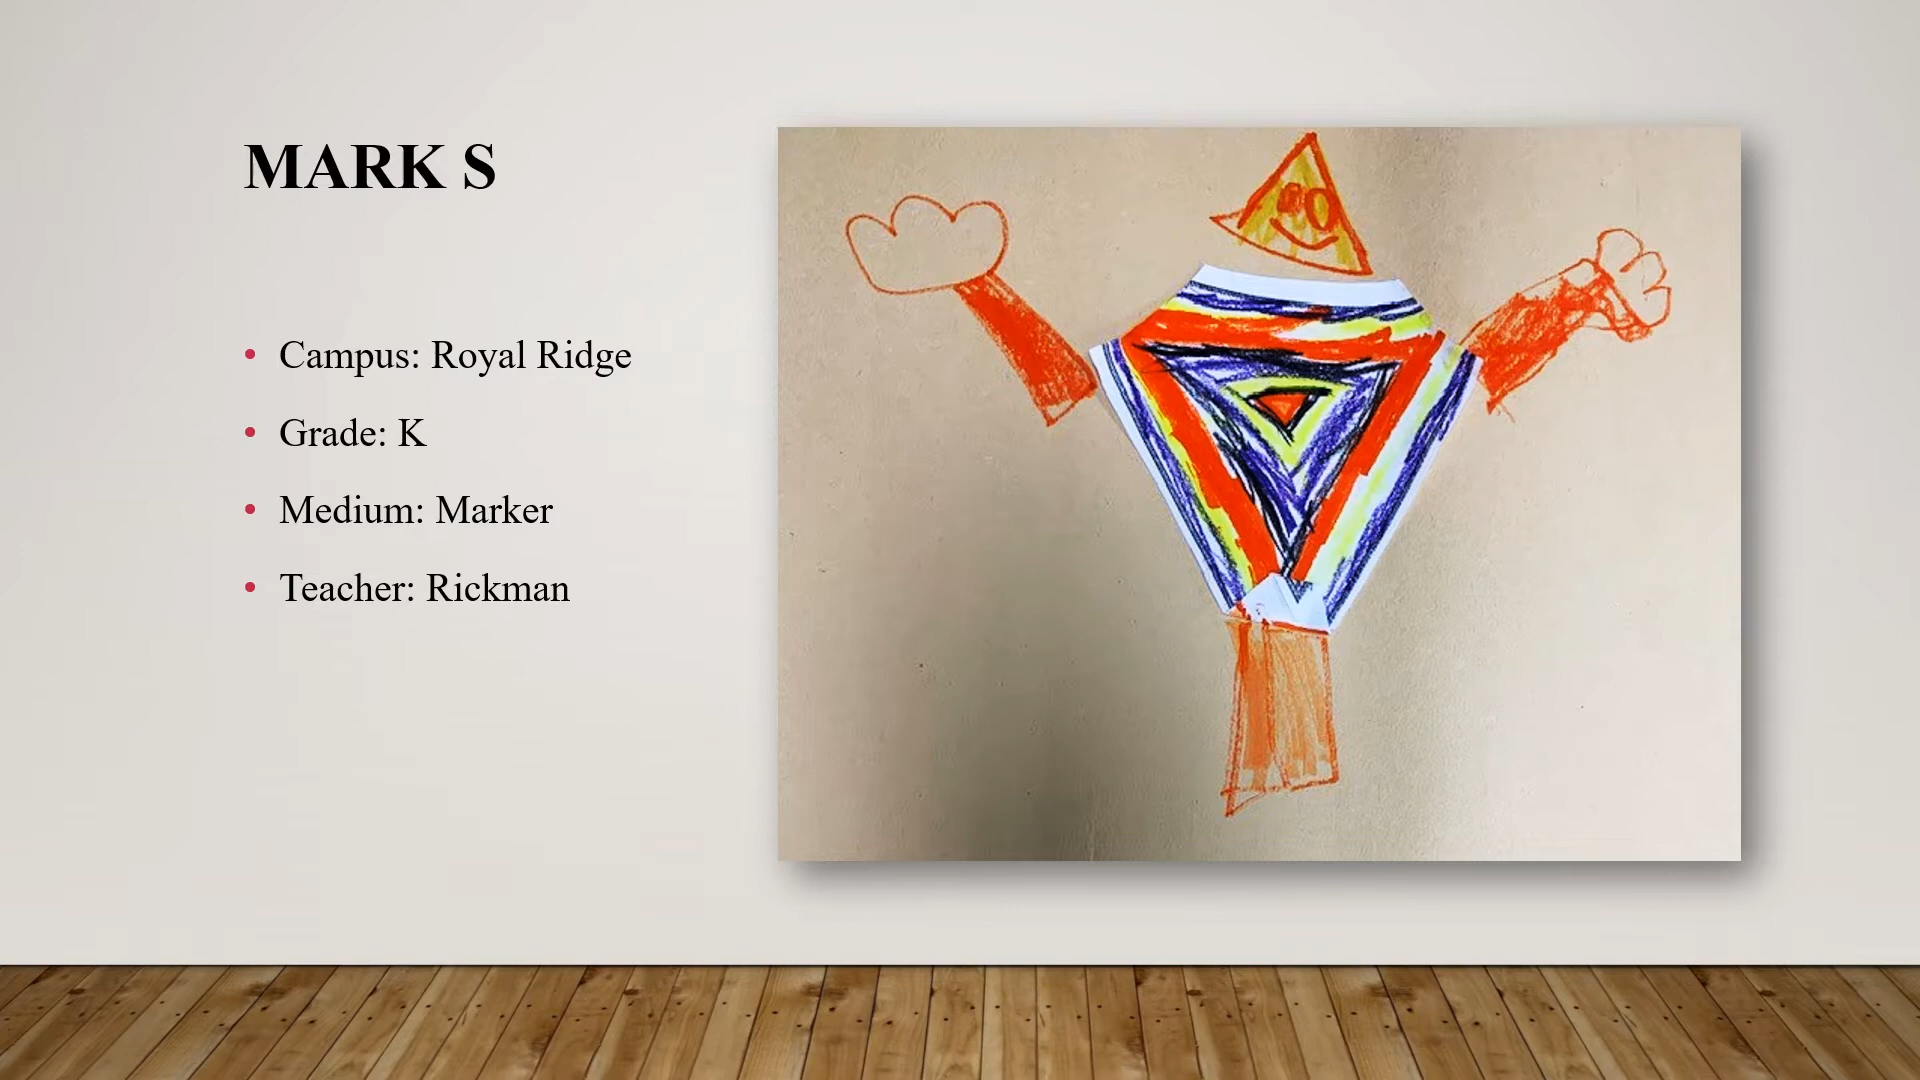 MARK S
• Campus: Royal Ridge
• Grade: K
• Medium: Marker
• Teacher: Rickman